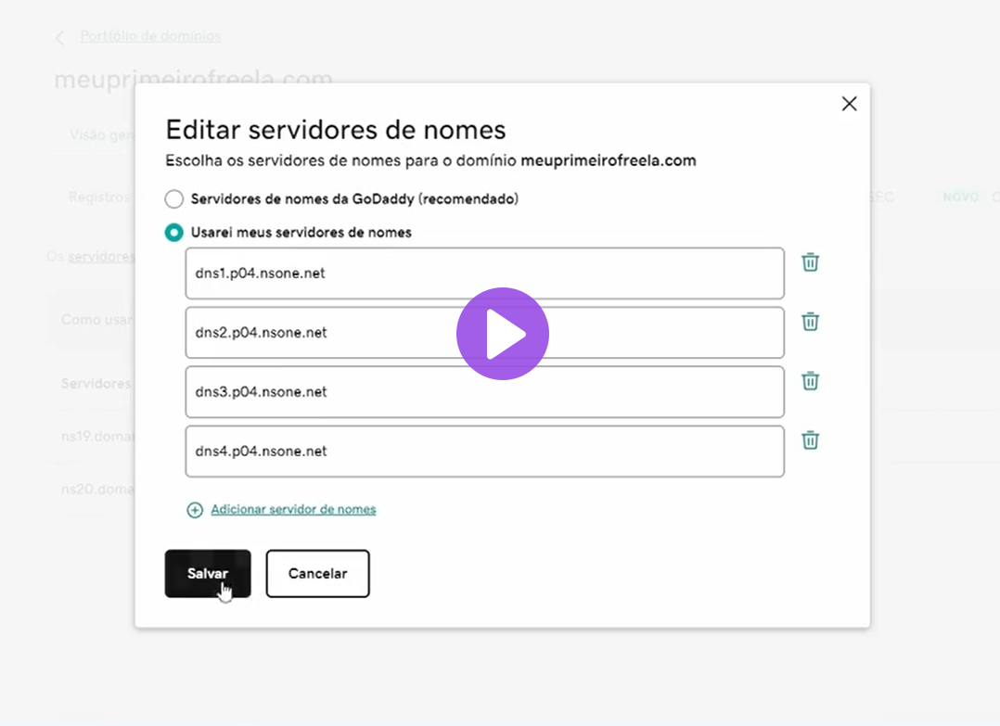 Portfólio de domínios
meuprimeirofreela.com
Editar servidores de nomes
Visão ger
Escolha os servidores de nomes para o domínio meuprimeirofreela.com
Registros
Servidores de nomes da GoDaddy (recomendado)
SEC
NOVO
Usarei meus servidores de nomes
Os servidores
dns1.p04.nsone.net
Como usar
dns2.p04.nsone.net
Servidores
dns3.p04.nsone.net
ns19.domai
dns4.p04.nsone.net
ns20.doma
Adicionar servidor de nomes
Salvar
Cancelar